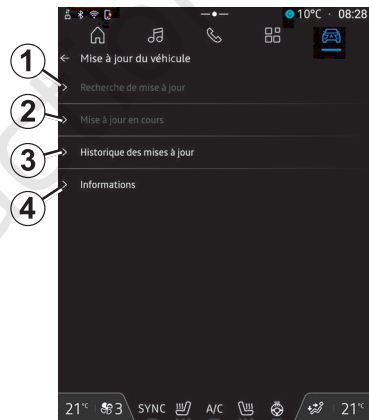 10°C · 08:28
Mise à jour du véhicule
1
Recherche de mise à jour
2
Mise à jour en cours
3
Historique des mises à jour
4
Informations
21°C 3 SYNC A/C 21°C